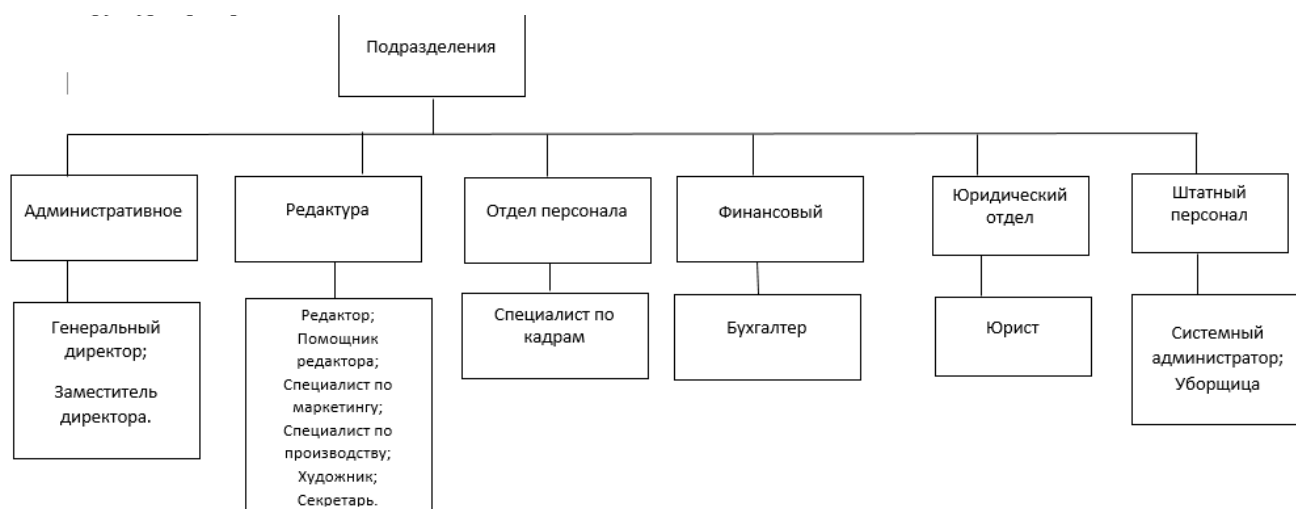 Подразделения
Административное
Редактура
Отдел персонала
Финансовый
Юридический
отдел
Штатный
персонал
Генеральный
директор;
Заместитель
директора.
Редактор;
Помощник
редактора;
Специалист по
маркетингу;
Специалист по
производству;
Художник;
Секретарь.
Специалист по
кадрам
Бухгалтер
Юрист
Системный
администратор;
Уборщица